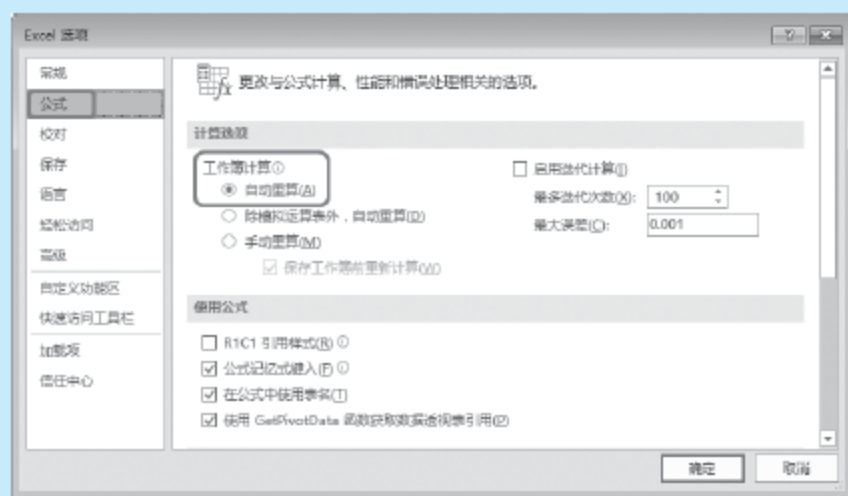 Excel 选项
常规
公式
校对
保存
语言
轻松访问
高级
自定义功能区
快速访问工具栏
加载项
信任中心
更改与公式计算、性能和错误处理相关的选项。
计算选项
工作簿计算
自动重算(A)
除模拟运算表外，自动重算(D)
手动重算(M)
保存工作簿前重新计算(W)
启用迭代计算(I)
最多迭代次数(X): 100
最大误差(C): 0.001
使用公式
R1C1 引用样式(R)
公式记忆式键入(F)
在公式中使用表名(T)
使用 GetPivotData 函数获取数据透视表引用(P)
确定 取消